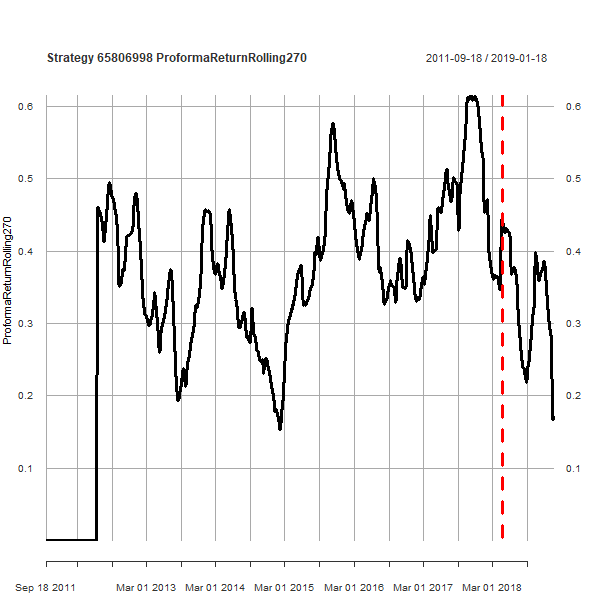 Strategy 65806998 ProformaReturnRolling270 2011-09-18 / 2019-01-18
0.6 0.6
0.5 0.5
0.4 0.4
0.3 0.3
0.2 0.2
0.1 0.1
ProformaReturnRolling270
Sep 18 2011 Mar 01 2013 Mar 01 2014 Mar 01 2015 Mar 01 2016 Mar 01 2017 Mar 01 2018